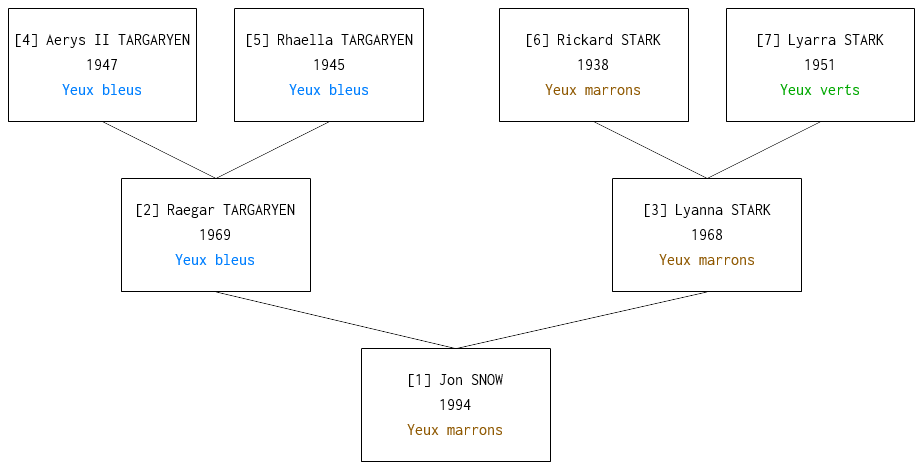 [4] Aerys II TARGARYEN
1947
Yeux bleus
[5] Rhaella TARGARYEN
1945
Yeux bleus
[6] Rickard STARK
1938
Yeux marrons
[7] Lyarra STARK
1951
Yeux verts
[2] Raegar TARGARYEN
1969
Yeux bleus
[3] Lyanna STARK
1968
Yeux marrons
[1] Jon SNOW
1994
Yeux marrons